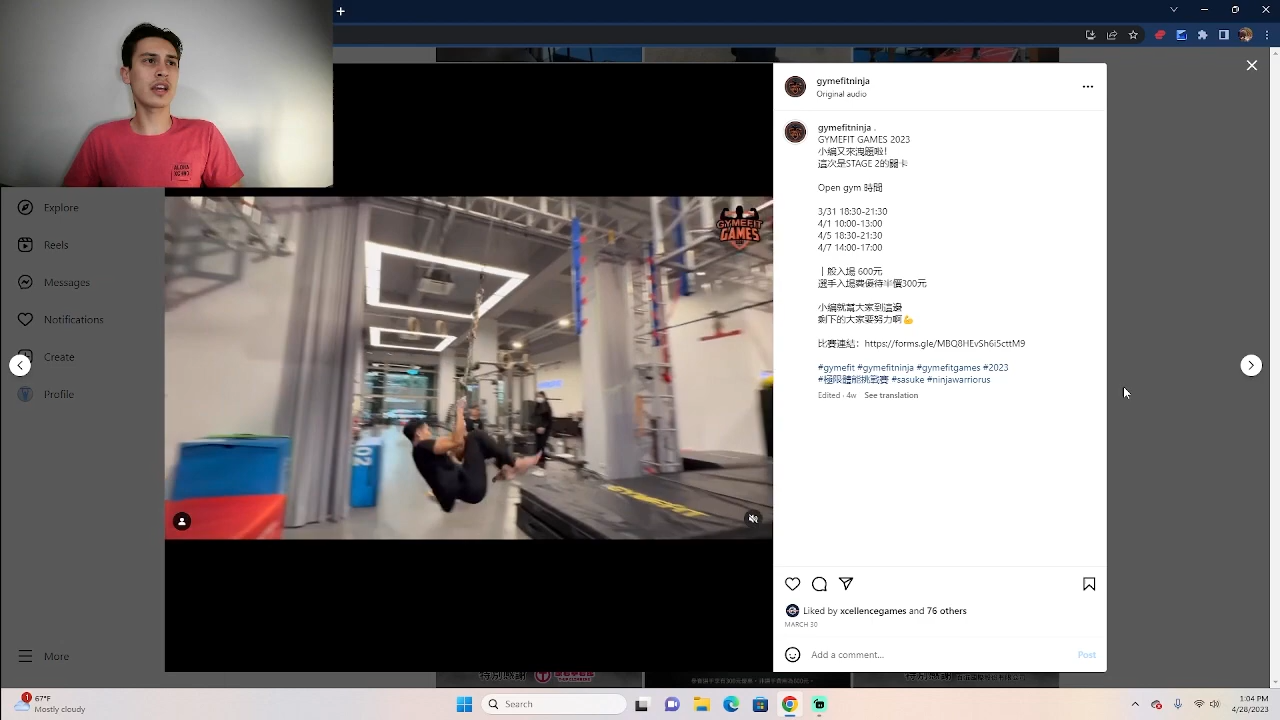 gymefitninja
Original audio
gymefitninja .
GYMEFIT GAMES 2023
小編又來洩題啦!
這次是STAGE 2的關卡
Open gym 時間
3/31 18:30-21:30
4/1 10:00-13:00
4/5 18:30-21:30
4/7 14:00-17:00
一般入場 600元
選手入場費優待半價300元
小編就幫大家到這邊
剩下的大家要努力啊💪
比賽連結: https://forms.gle/MBQ8HEvSh6i5cttM9
#gymefit #gymefitninja #gymefitgames #2023
#極限體能挑戰賽 #sasuke #ninjawarriorus
Edited · 4w See translation
Liked by xcellencegames and 76 others
MARCH 30
Add a comment...
Post
Messages
Notifications
Create
Profile
More
GYMEFIT
GAMES
02
GYMEFIT
Mostly cloudy
Search
1:04 PM
4/28/2023